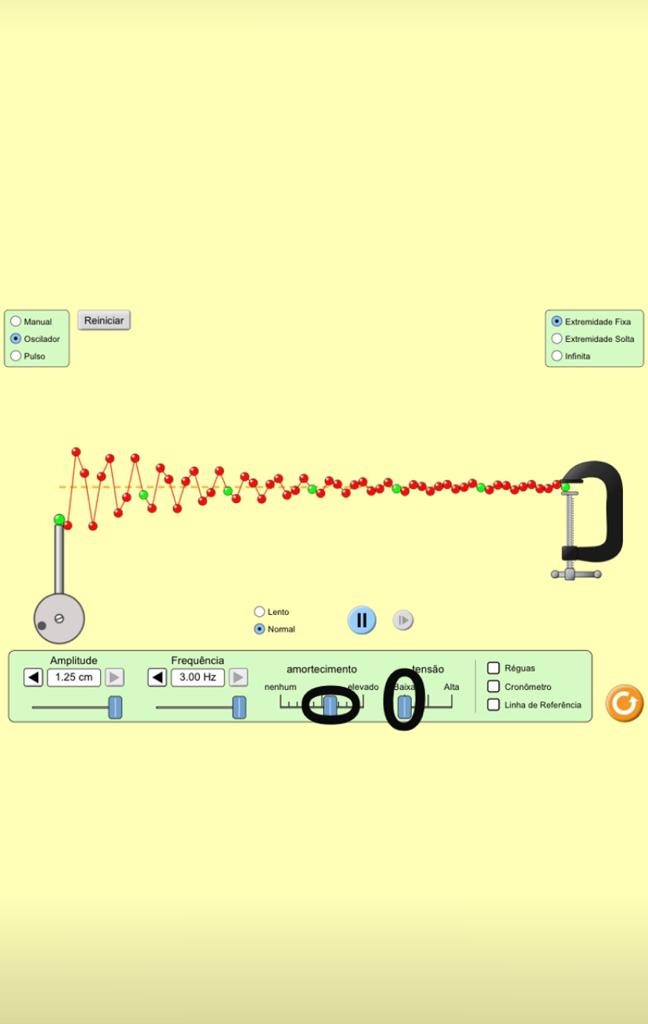 Manual
Oscilador
Pulso
Reiniciar
Extremidade Fixa
Extremidade Solta
Infinita
Lento
Normal
Amplitude
1.25 cm
Frequência
3.00 Hz
amortecimento
nenhum
elevado
tensão
Baixa
Alta
Réguas
Cronômetro
Linha de Referência